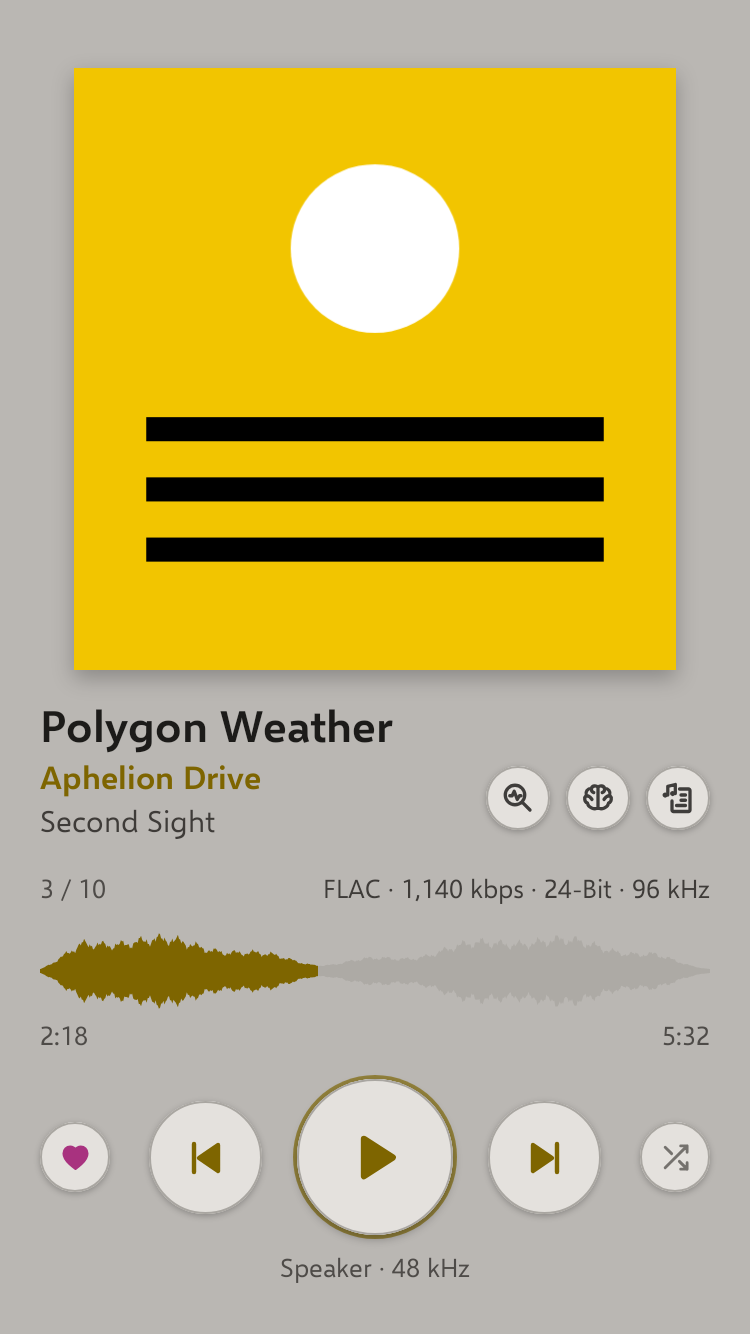 Polygon Weather
Aphelion Drive
Second Sight
3 / 10
FLAC · 1,140 kbps · 24-Bit · 96 kHz
2:18
5:32
Speaker · 48 kHz